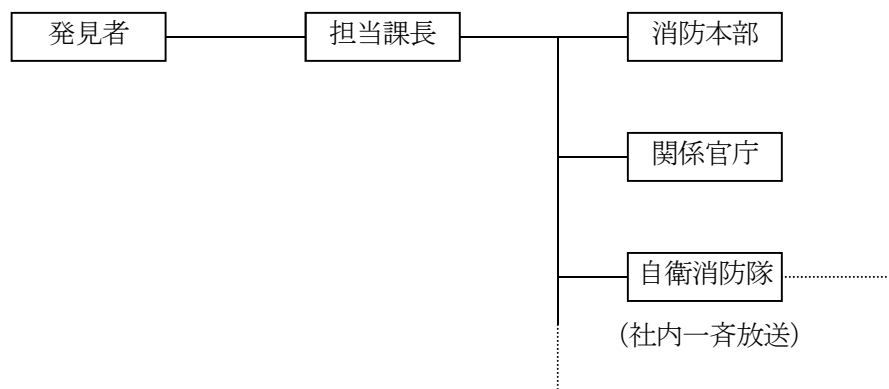 発見者
担当課長
消防本部
関係官庁
自衛消防隊
(社内一斉放送)